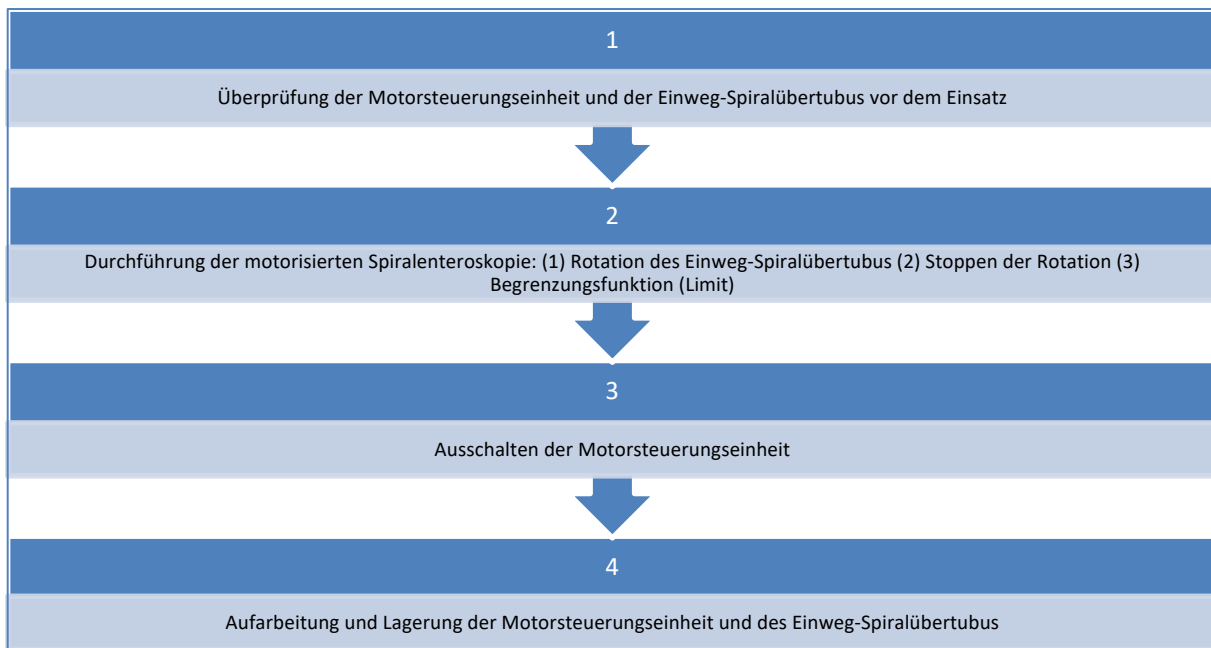 1
Überprüfung der Motorsteuerungseinheit und der Einweg-Spiralübertubus vor dem Einsatz
2
Durchführung der motorisierten Spiralenteroskopie: (1) Rotation des Einweg-Spiralübertubus (2) Stoppen der Rotation (3)
Begrenzungsfunktion (Limit)
3
Ausschalten der Motorsteuerungseinheit
4
Aufarbeitung und Lagerung der Motorsteuerungseinheit und des Einweg-Spiralübertubus